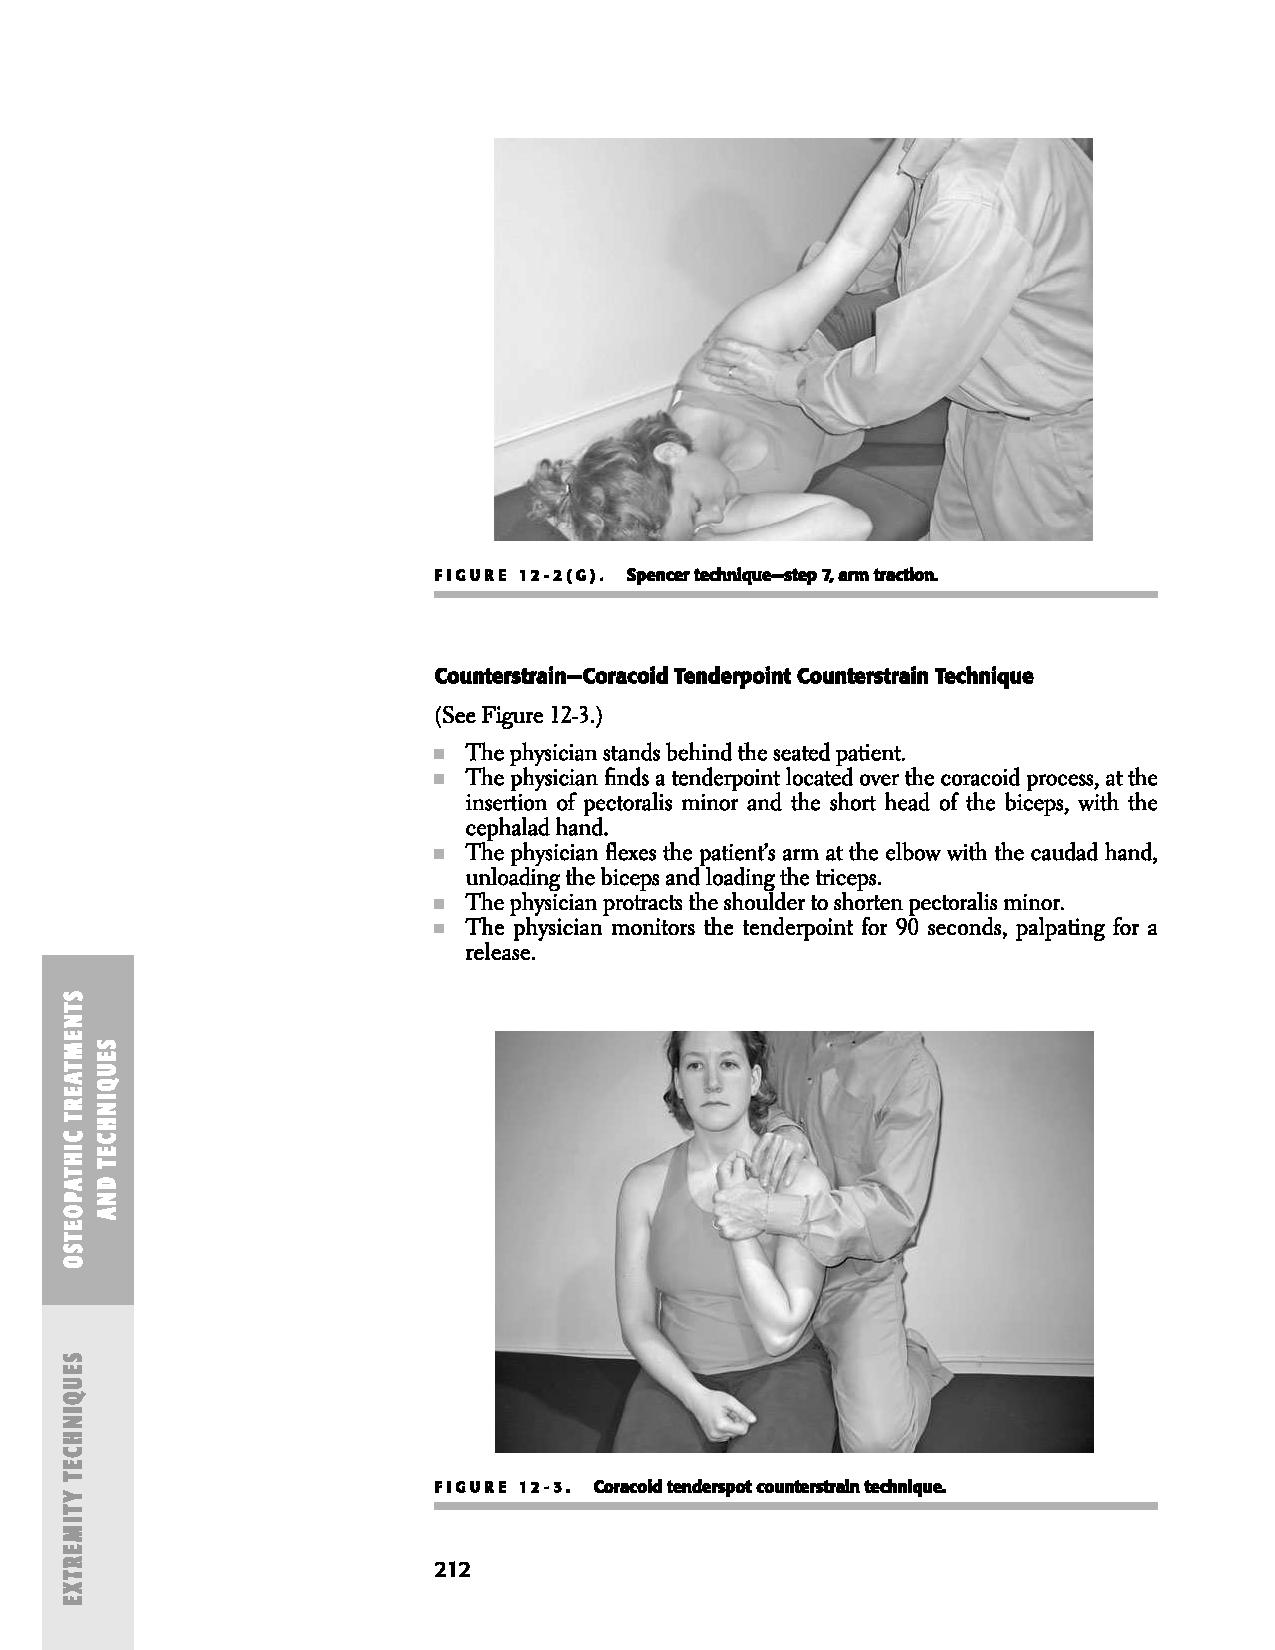 FIGURE 12-2(G). Spencer technique—step 7, arm traction.
Counterstrain—Coracoid Tenderpoint Counterstrain Technique
(See Figure 12-3.)
■ The physician stands behind the seated patient.
■ The physician finds a tenderpoint located over the coracoid process, at the
insertion of pectoralis minor and the short head of the biceps, with the
cephalad hand.
■ The physician flexes the patient's arm at the elbow with the caudad hand,
unloading the biceps and loading the triceps.
■ The physician protracts the shoulder to shorten pectoralis minor.
■ The physician monitors the tenderpoint for 90 seconds, palpating for a
release.
OSTEOPATHIC TREATMENTS
AND TECHNIQUES
EXTREMITY TECHNIQUES
FIGURE 12-3. Coracoid tenderspot counterstrain technique.
212